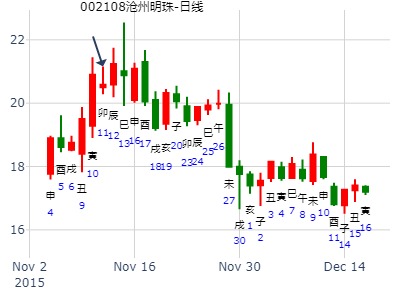 002108沧州明珠-日线
22
20
18
16
申
4
酉
5
戌
6
丑
9
寅
10
卯
11
辰
12
巳
13
申
16
酉
17
戌
18
亥
19
子
20
卯
23
辰
24
巳
25
午
26
未
27
戌
30
亥
1
子
2
丑
3
寅
4
巳
7
午
8
未
9
申
10
酉
11
子
14
丑
15
寅
16
Nov 2
2015
Nov 16
Nov 30
Dec 14